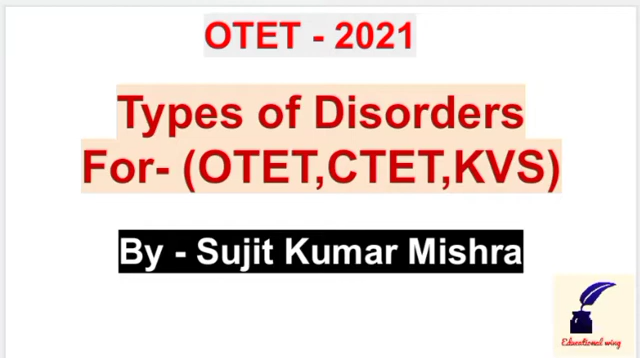 OTET - 2021
Types of Disorders
For- (OTET,CTET,KVS)
By - Sujit Kumar Mishra
Educational wing